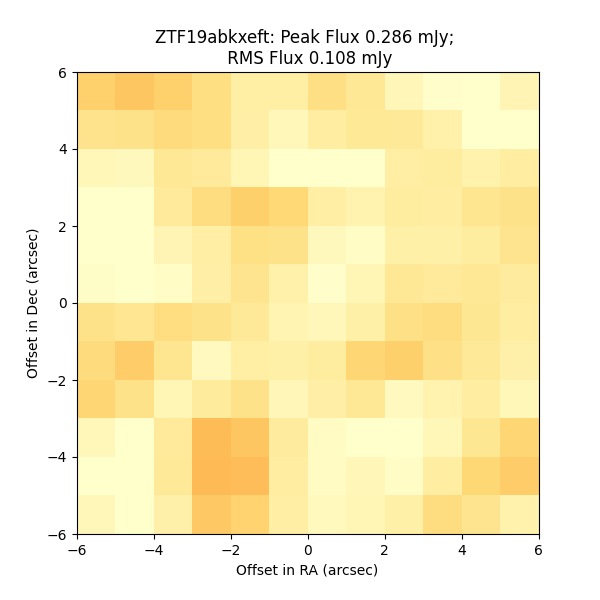 ZTF19abkxeft: Peak Flux 0.286 mJy;
RMS Flux 0.108 mJy
6
4
2
0
−2
−4
−6
Offset in Dec (arcsec)
−6 −4 −2 0 2 4 6
Offset in RA (arcsec)